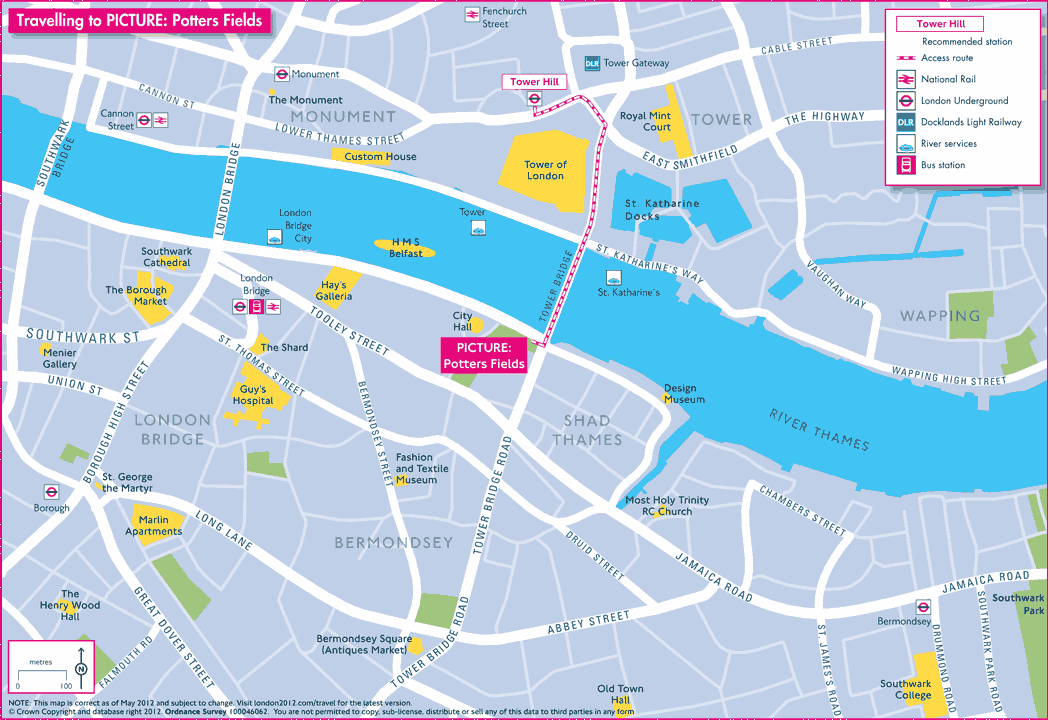 Travelling to PICTURE: Potters Fields
Fenchurch
Street
Tower Hill
Recommended station
Access route
National Rail
London Underground
DLR
Docklands Light Railway
River services
Bus station
CABLE STREET
DLR
Tower Gateway
Monument
Tower Hill
CANNON ST
The Monument
MONUMENT
Cannon
Street
LOWER THAMES STREET
Royal Mint
Court
TOWER
THE HIGHWAY
SOUTHWARK
BRIDGE
LONDON BRIDGE
Custom House
EAST SMITHFIELD
Tower of
London
St. Katharine
Docks
London
Bridge
City
Tower
HMS
Belfast
Southwark
Cathedral
ST. KATHARINE'S WAY
TOWER BRIDGE
VAUGHAN WAY
London
Bridge
The Borough
Market
Hay's
Galleria
St. Katharine's
WAPPING
TOOLEY STREET
City
Hall
SOUTHWARK ST
ST. THOMAS STREET
The Shard
PICTURE:
Potters Fields
Menier
Gallery
UNION ST
Guy's
Hospital
WAPPING HIGH STREET
BERMONDSEY STREET
Design
Museum
BOROUGH HIGH STREET
LONDON
BRIDGE
SHAD
THAMES
RIVER THAMES
Fashion
and Textile
Museum
TOWER BRIDGE ROAD
St. George
the Martyr
Borough
Most Holy Trinity
RC Church
CHAMBERS STREET
Marlin
Apartments
LONG LANE
BERMONDSEY
DRUID STREET
JAMAICA ROAD
JAMAICA ROAD
The
Henry Wood
Hall
GREAT DOVER STREET
Southwark
Park
Bermondsey
ABBEY STREET
Bermondsey Square
(Antiques Market)
TOWER BRIDGE ROAD
FALMOUTH RD
ST. JAMES'S ROAD
DRUMMOND ROAD
SOUTHWARK PARK ROAD
metres
0 100
N
Southwark
College
Old Town
Hall
NOTE: This map is correct as of May 2012 and subject to change. Visit london2012.com/travel for the latest version.
© Crown Copyright and database right 2012. Ordnance Survey 100046062. You are not permitted to copy, sub-license, distribute or sell any of this data to third parties in any form